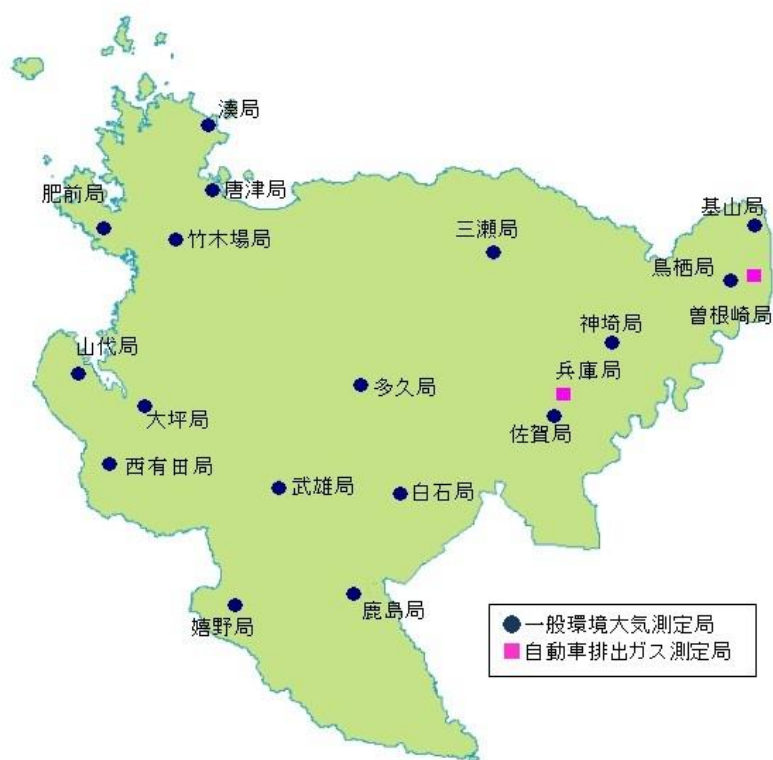 湊局
唐津局
肥前局
竹木場局
三瀬局
基山局
鳥栖局
曽根崎局
神埼局
山代局
兵庫局
多久局
大坪局
佐賀局
西有田局
武雄局
白石局
鹿島局
嬉野局
一般環境大気測定局
自動車排出ガス測定局